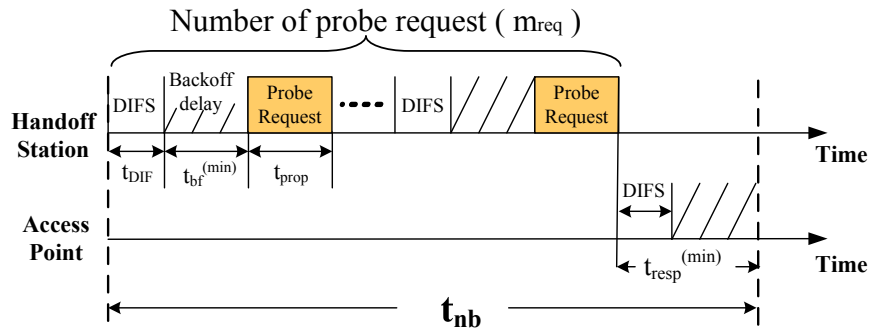 Number of probe request ( mreq )
DIFS
Backoff
delay
Probe
Request
DIFS
Probe
Request
Handoff
Station
Time
tDIF
tbf(min)
tprop
DIFS
Access
Point
tresp(min)
Time
tnb